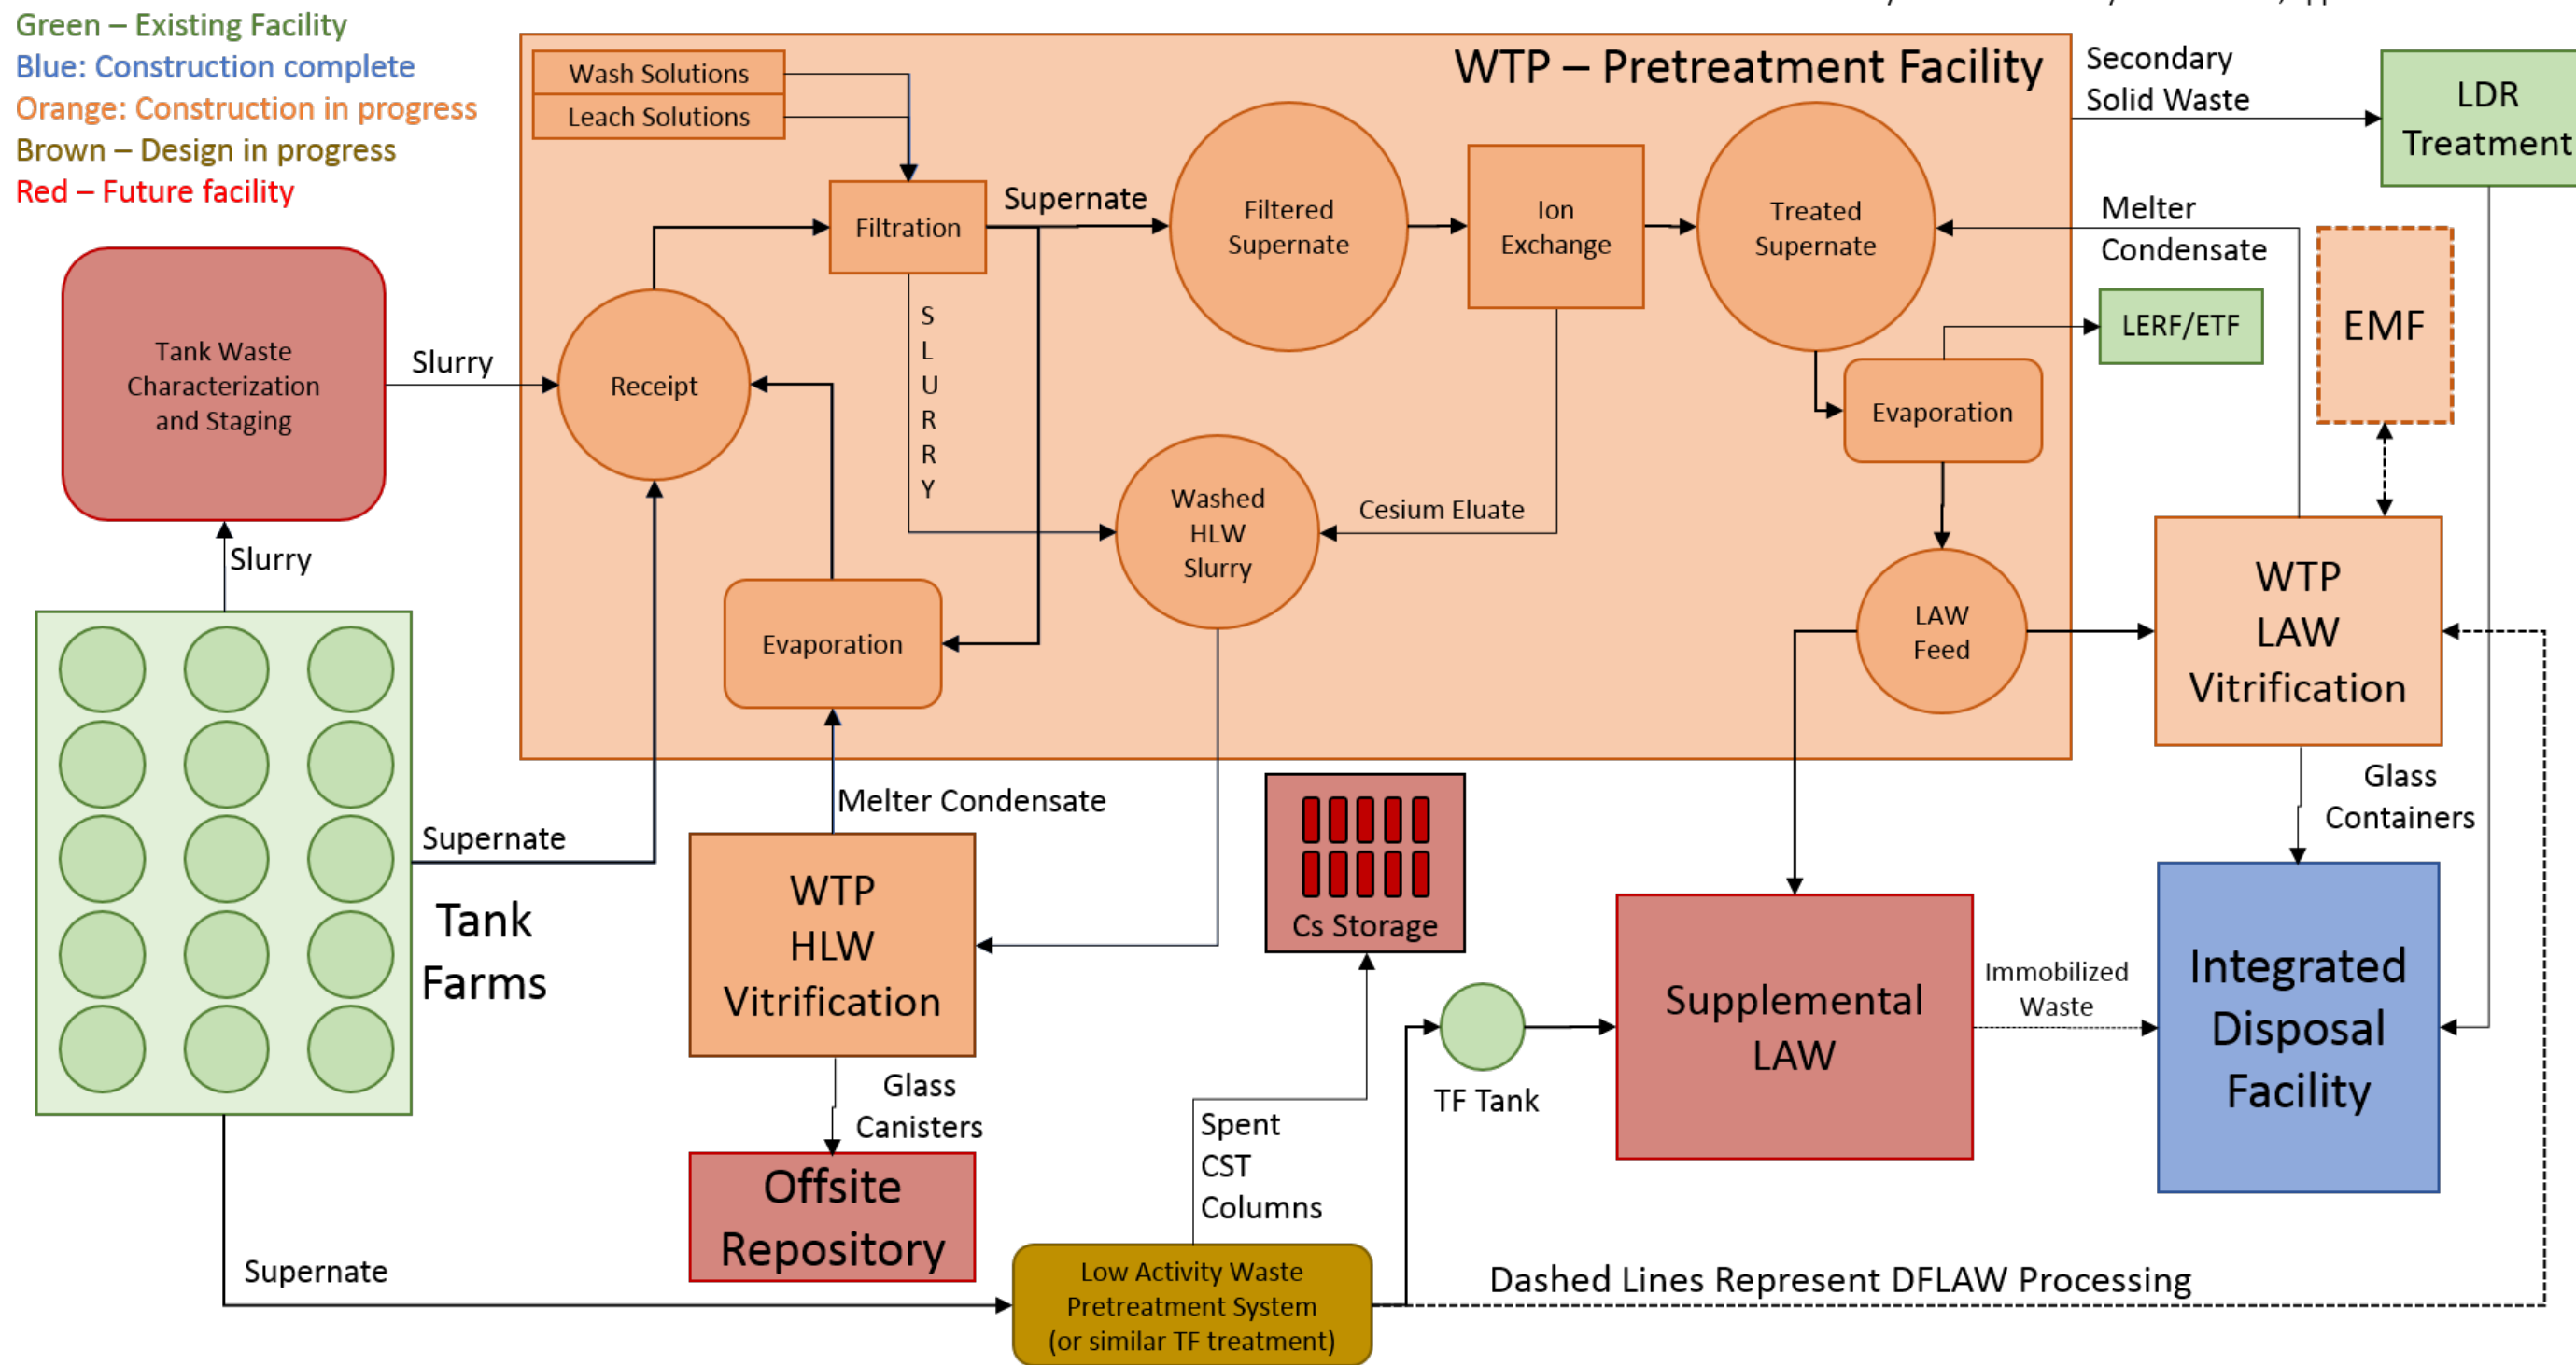 Green – Existing Facility
Blue: Construction complete
Orange: Construction in progress
Brown – Design in progress
Red – Future facility
WTP – Pretreatment Facility
Wash Solutions
Leach Solutions
Filtration
Supernate
Filtered
Supernate
Ion
Exchange
Treated
Supernate
Secondary
Solid Waste
LDR
Treatment
Melter
Condensate
LERF/ETF
EMF
Tank Waste
Characterization
and Staging
Slurry
Receipt
S
L
U
R
R
Y
Evaporation
Washed
HLW
Slurry
Cesium Eluate
Slurry
Evaporation
LAW
Feed
WTP
LAW
Vitrification
Glass
Containers
Supernate
Tank
Farms
Melter Condensate
WTP
HLW
Vitrification
Glass
Canisters
Offsite
Repository
Cs Storage
Spent
CST
Columns
TF Tank
Supplemental
LAW
Immobilized
Waste
Integrated
Disposal
Facility
Supernate
Low Activity Waste
Pretreatment System
(or similar TF treatment)
Dashed Lines Represent DFLAW Processing